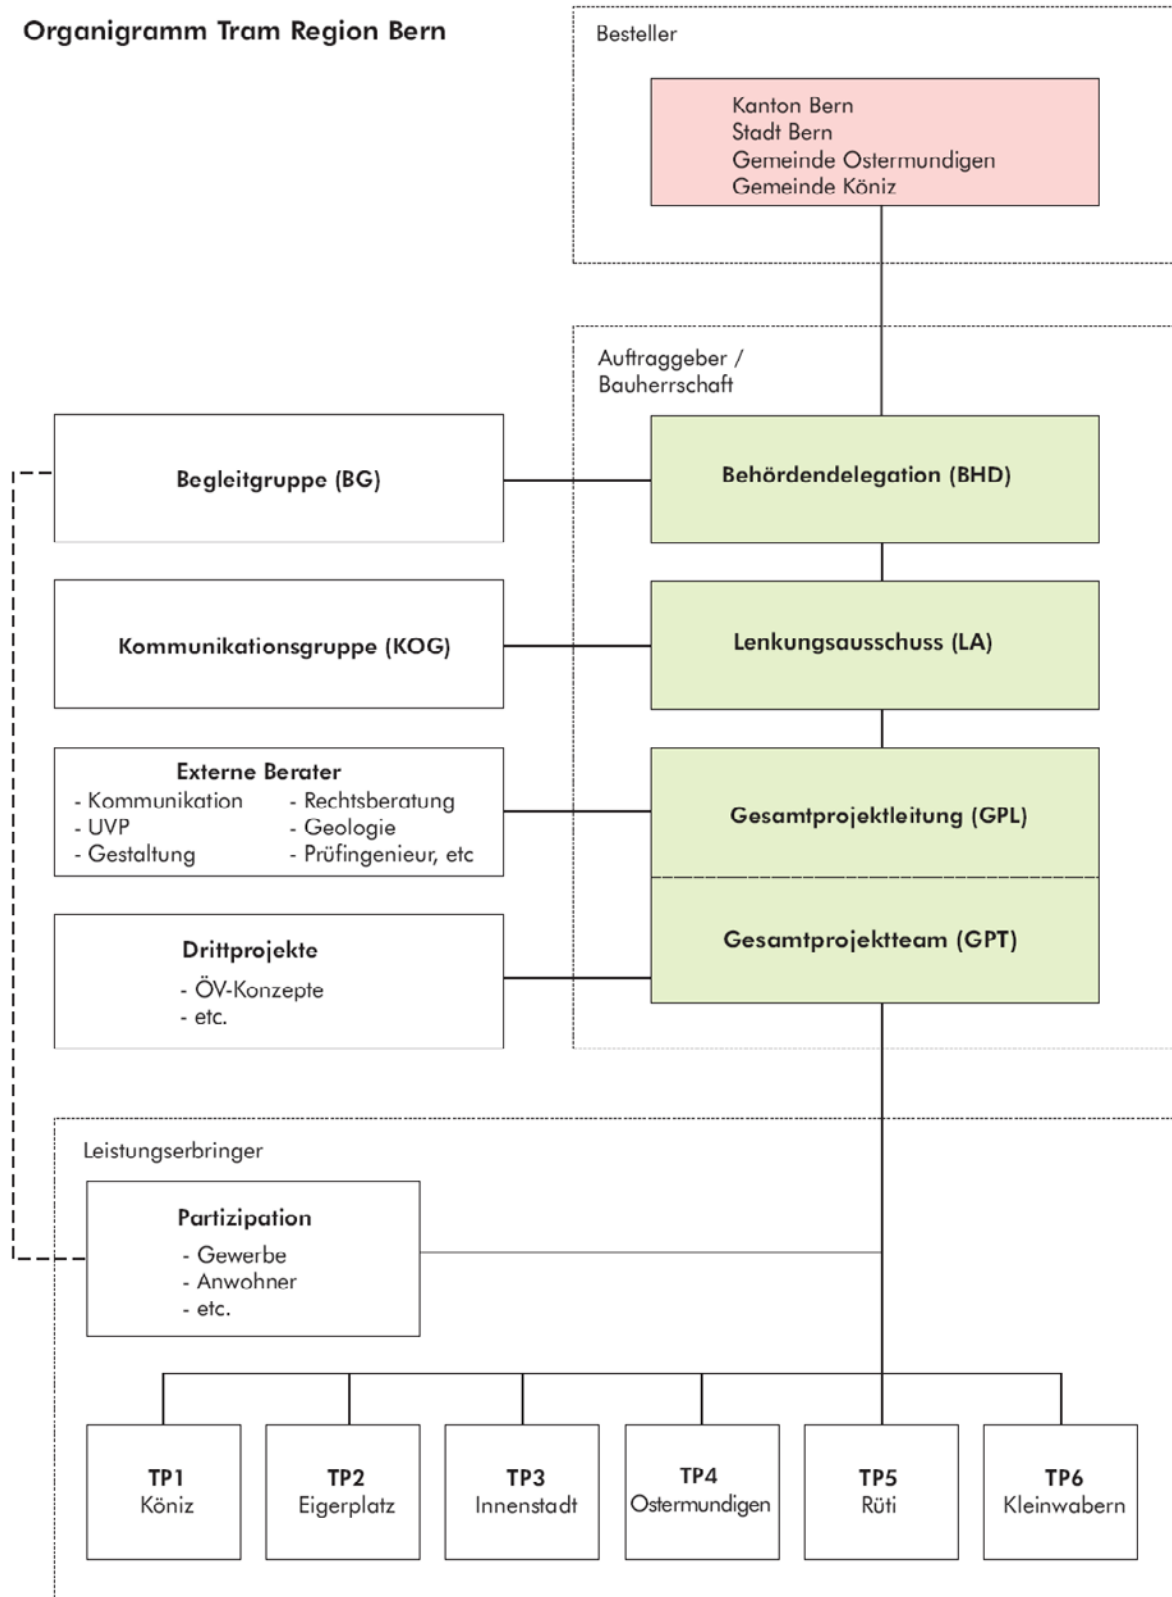 Organigramm Tram Region Bern
Besteller
Kanton Bern
Stadt Bern
Gemeinde Ostermundigen
Gemeinde Köniz
Auftraggeber /
Bauherrschaft
Begleitgruppe (BG)
Behördendelegation (BHD)
Kommunikationsgruppe (KOG)
Lenkungsausschuss (LA)
Externe Berater
- Kommunikation - Rechtsberatung
- UVP - Geologie
- Gestaltung - Prüfingenieur, etc
Gesamtprojektleitung (GPL)
Gesamtprojektteam (GPT)
Drittprojekte
- ÖV-Konzepte
- etc.
Leistungserbringer
Partizipation
- Gewerbe
- Anwohner
- etc.
TP1
Köniz
TP2
Eigerplatz
TP3
Innenstadt
TP4
Ostermundigen
TP5
Rüti
TP6
Kleinwabern